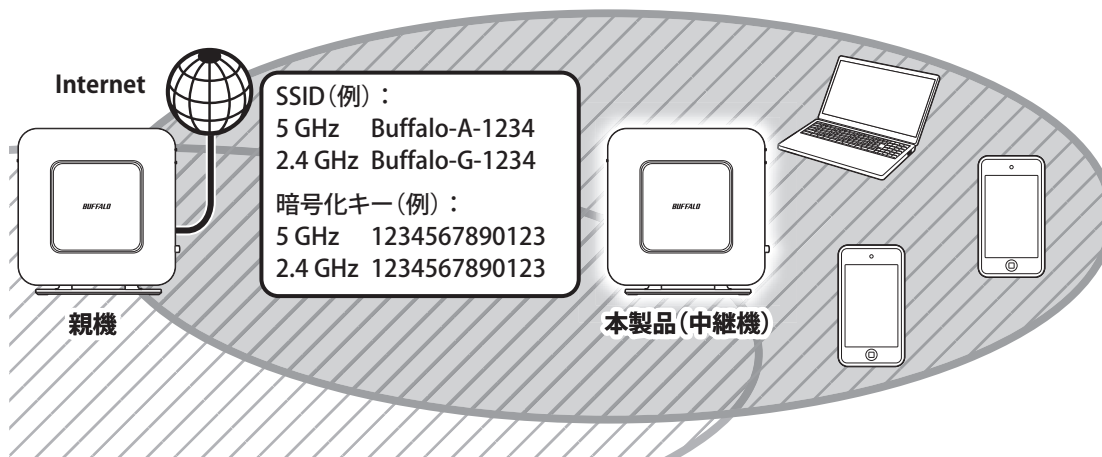 Internet
SSID（例）：
5 GHz Buffalo-A-1234
2.4 GHz Buffalo-G-1234
暗号化キー（例）：
5 GHz 1234567890123
2.4 GHz 1234567890123
BUFFALO
BUFFALO
親機
本製品（中継機）